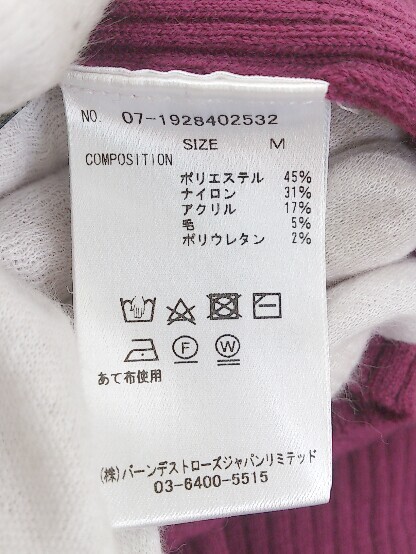 NO. 07-1928402532
SIZE M
COMPOSITION
ポリエステル 45%
ナイロン 31%
アクリル 17%
毛 5%
ポリウレタン 2%
F W
あて布使用
(株)バーンデストローズジャパンリミテッド
03-6400-5515